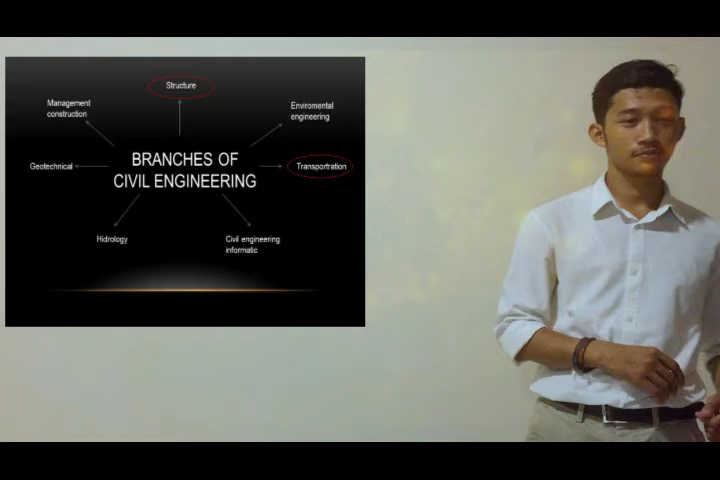 Structure
Management
construction
Enviromental
engineering
BRANCHES OF
CIVIL ENGINEERING
Geotechnical
Transportration
Hidrology
Civil engineering
informatic